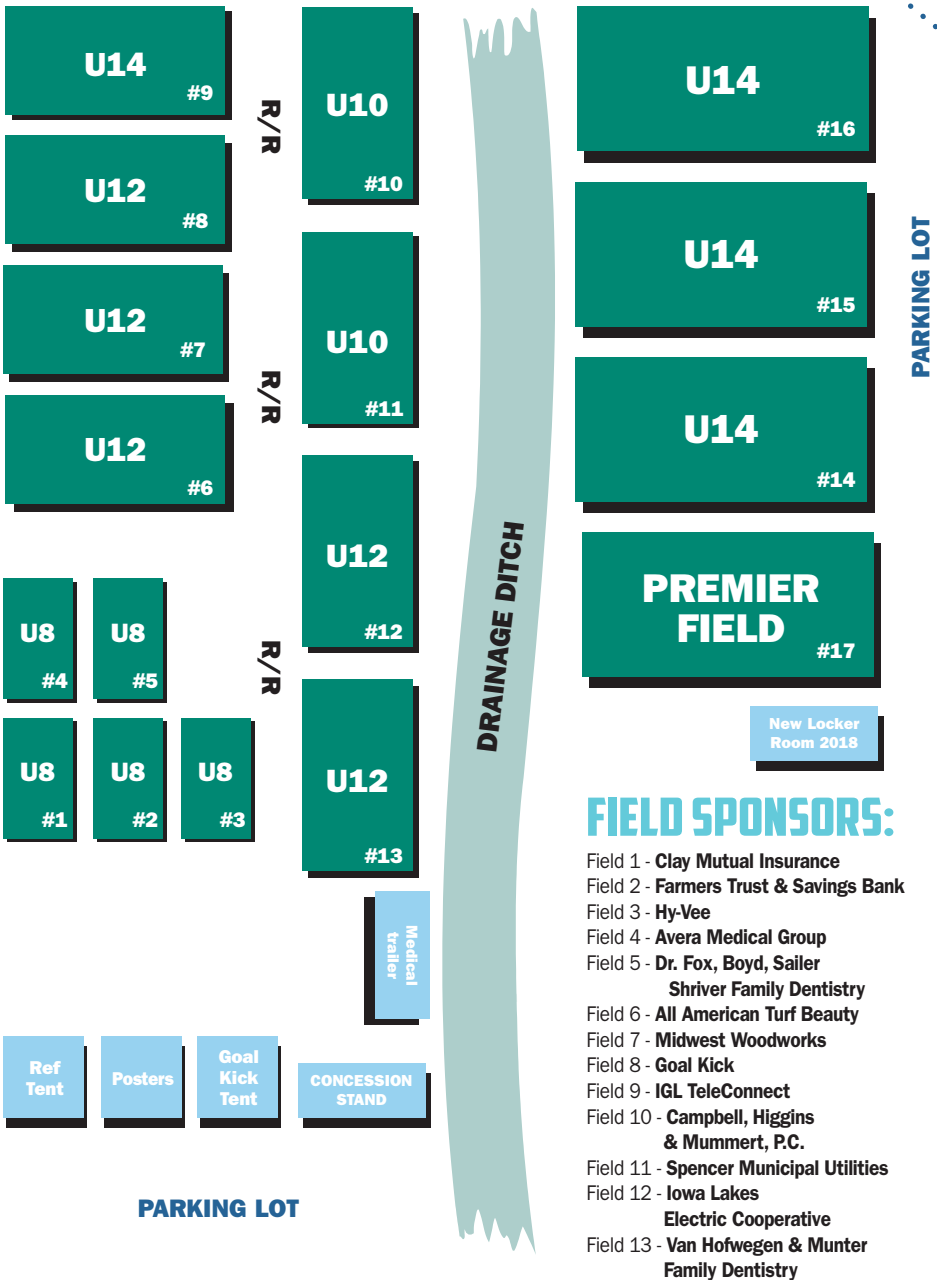 U14
#9
U12
#8
U12
#7
U12
#6
R/R
R/R
R/R
U10
#10
U10
#11
U12
#12
U12
#13
U8
#4
U8
#5
U8
#1
U8
#2
U8
#3
DRAINAGE DITCH
U14
#16
U14
#15
U14
#14
PREMIER
FIELD
#17
PARKING LOT
New Locker
Room 2018
Medical
trailer
Ref
Tent
Posters
Goal
Kick
Tent
CONCESSION
STAND
PARKING LOT
FIELD SPONSORS:
Field 1 - Clay Mutual Insurance
Field 2 - Farmers Trust & Savings Bank
Field 3 - Hy-Vee
Field 4 - Avera Medical Group
Field 5 - Dr. Fox, Boyd, Sailer
Shriver Family Dentistry
Field 6 - All American Turf Beauty
Field 7 - Midwest Woodworks
Field 8 - Goal Kick
Field 9 - IGL TeleConnect
Field 10 - Campbell, Higgins
& Mummert, P.C.
Field 11 - Spencer Municipal Utilities
Field 12 - Iowa Lakes
Electric Cooperative
Field 13 - Van Hofwegen & Munter
Family Dentistry